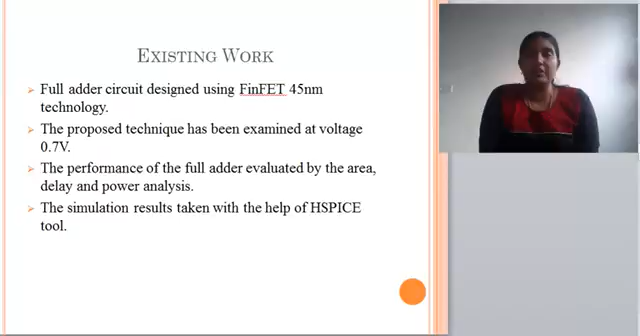 EXISTING WORK
Full adder circuit designed using FinFET 45nm
technology.
The proposed technique has been examined at voltage
0.7V.
The performance of the full adder evaluated by the area,
delay and power analysis.
The simulation results taken with the help of HSPICE
tool.